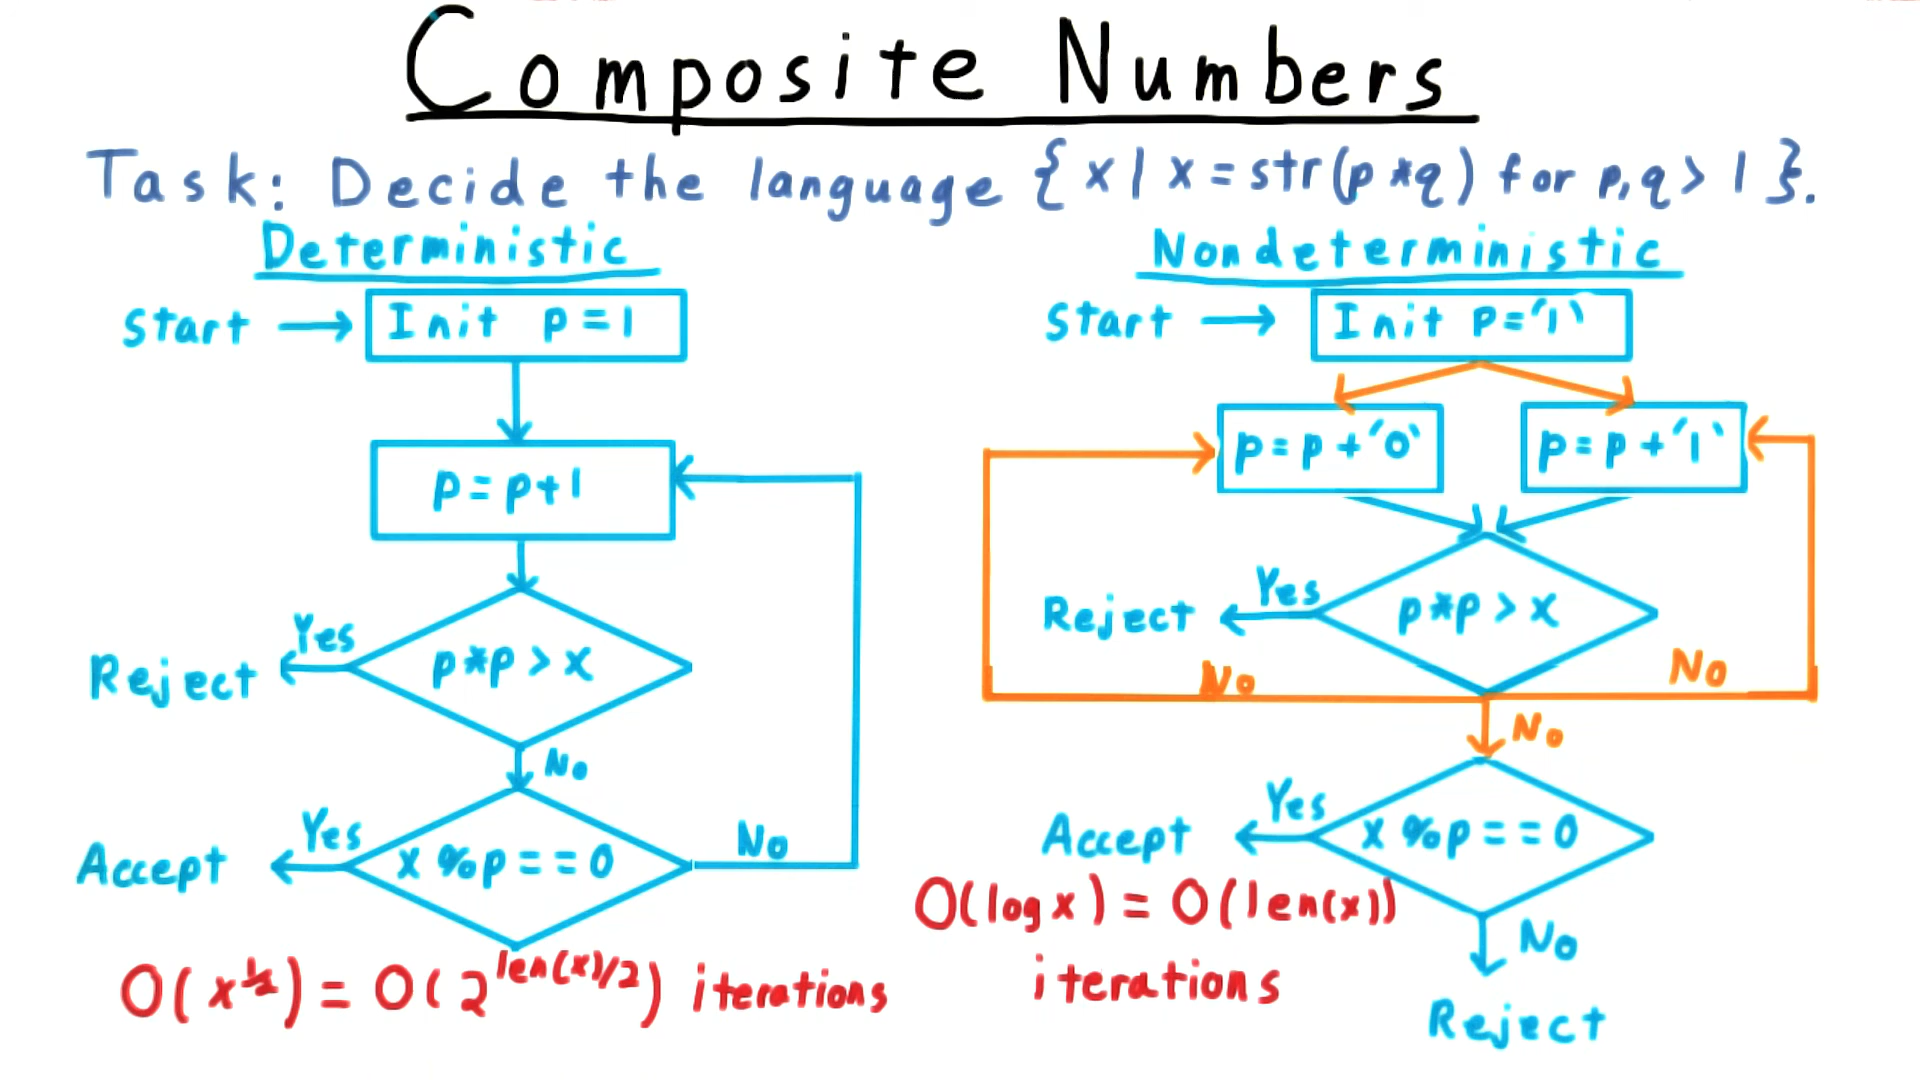 Composite Numbers
Task: Decide the language {x | x = str(p*q) for p,q > 1}.
Deterministic
Start
Init p=1
p=p+1
p*p > x
Yes
Reject
No
x%p==0
Yes
Accept
No
O(x^½) = O(2^len(x)/2) iterations
Nondeterministic
Start
Init p='1'
p=p+'0'
p=p+'1'
p*p > x
Yes
Reject
No
No
No
x%p==0
Yes
Accept
No
Reject
O(log x) = O(len(x))
iterations